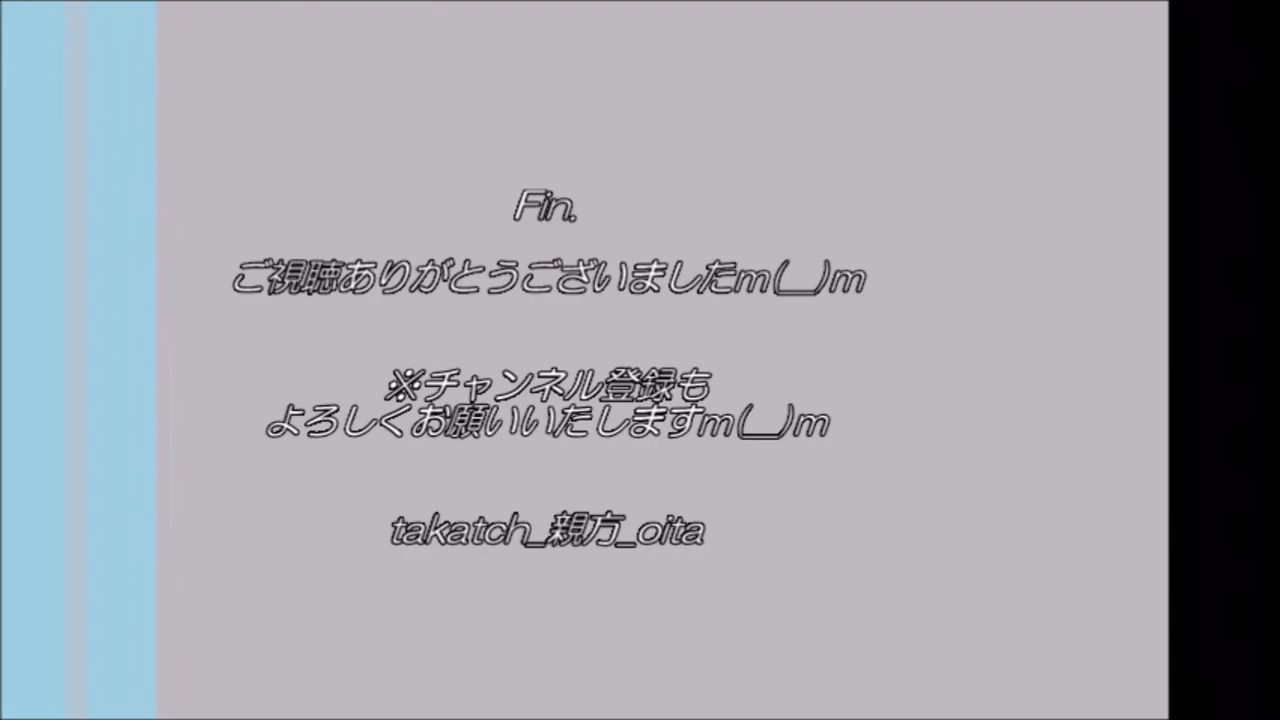 Fin.
ご視聴ありがとうございましたm(__)m
※チャンネル登録も
よろしくお願いいたしますm(__)m
takatch_親方_oita